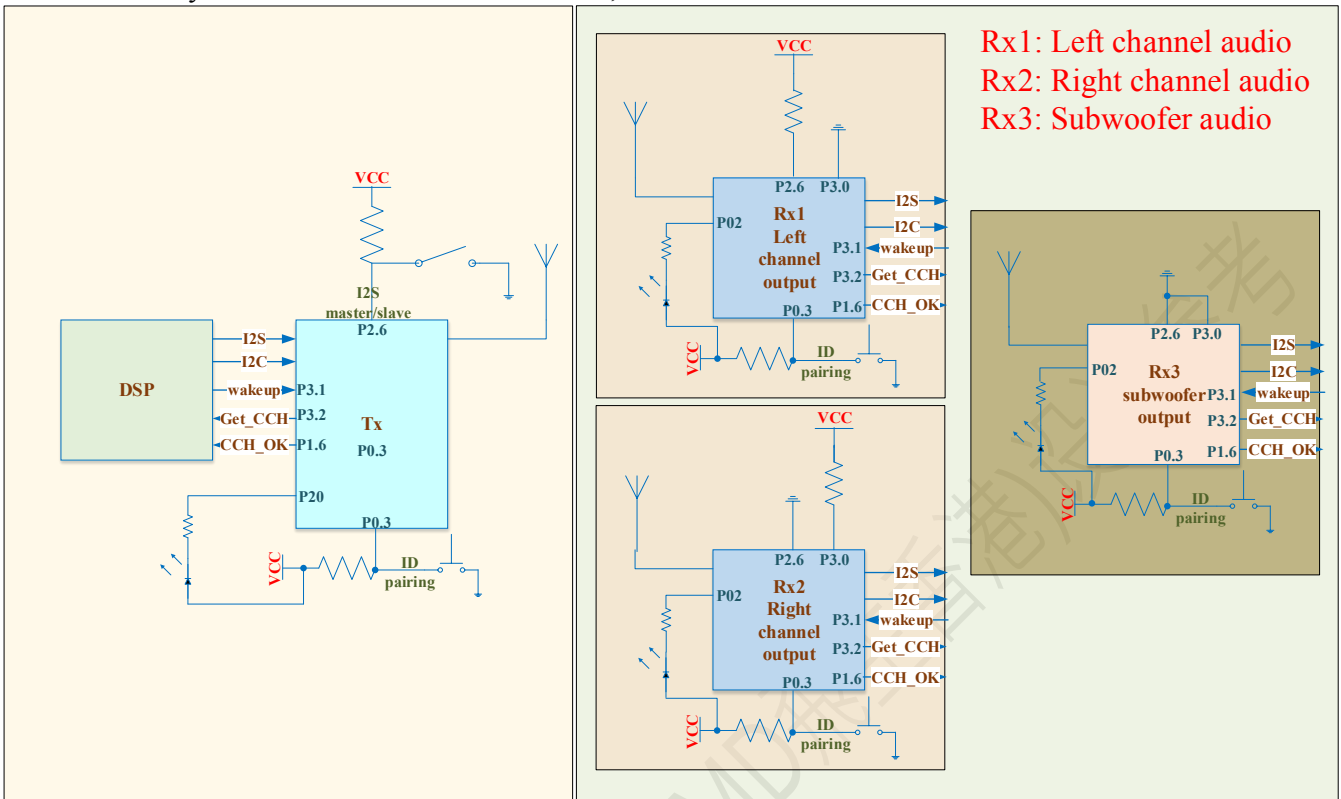 VCC
I2S
master/slave
P2.6
DSP
I2S
I2C
wakeup
Get_CCH
CCH_OK
P3.1
P3.2
P1.6
Tx
P0.3
P20
P0.3
VCC
ID
pairing
VCC
P2.6 P3.0
P02
Rx1
Left
channel
output
I2S
I2C
P3.1 wakeup
P3.2 Get_CCH
P1.6 CCH_OK
P0.3
VCC
ID
pairing
VCC
P2.6 P3.0
P02
Rx2
Right
channel
output
I2S
I2C
P3.1 wakeup
P3.2 Get_CCH
P1.6 CCH_OK
P0.3
VCC
ID
pairing
Rx1: Left channel audio
Rx2: Right channel audio
Rx3: Subwoofer audio
P2.6 P3.0
P02
Rx3
subwoofer
output
I2S
I2C
P3.1 wakeup
P3.2 Get_CCH
P1.6 CCH_OK
P0.3
VCC
ID
pairing